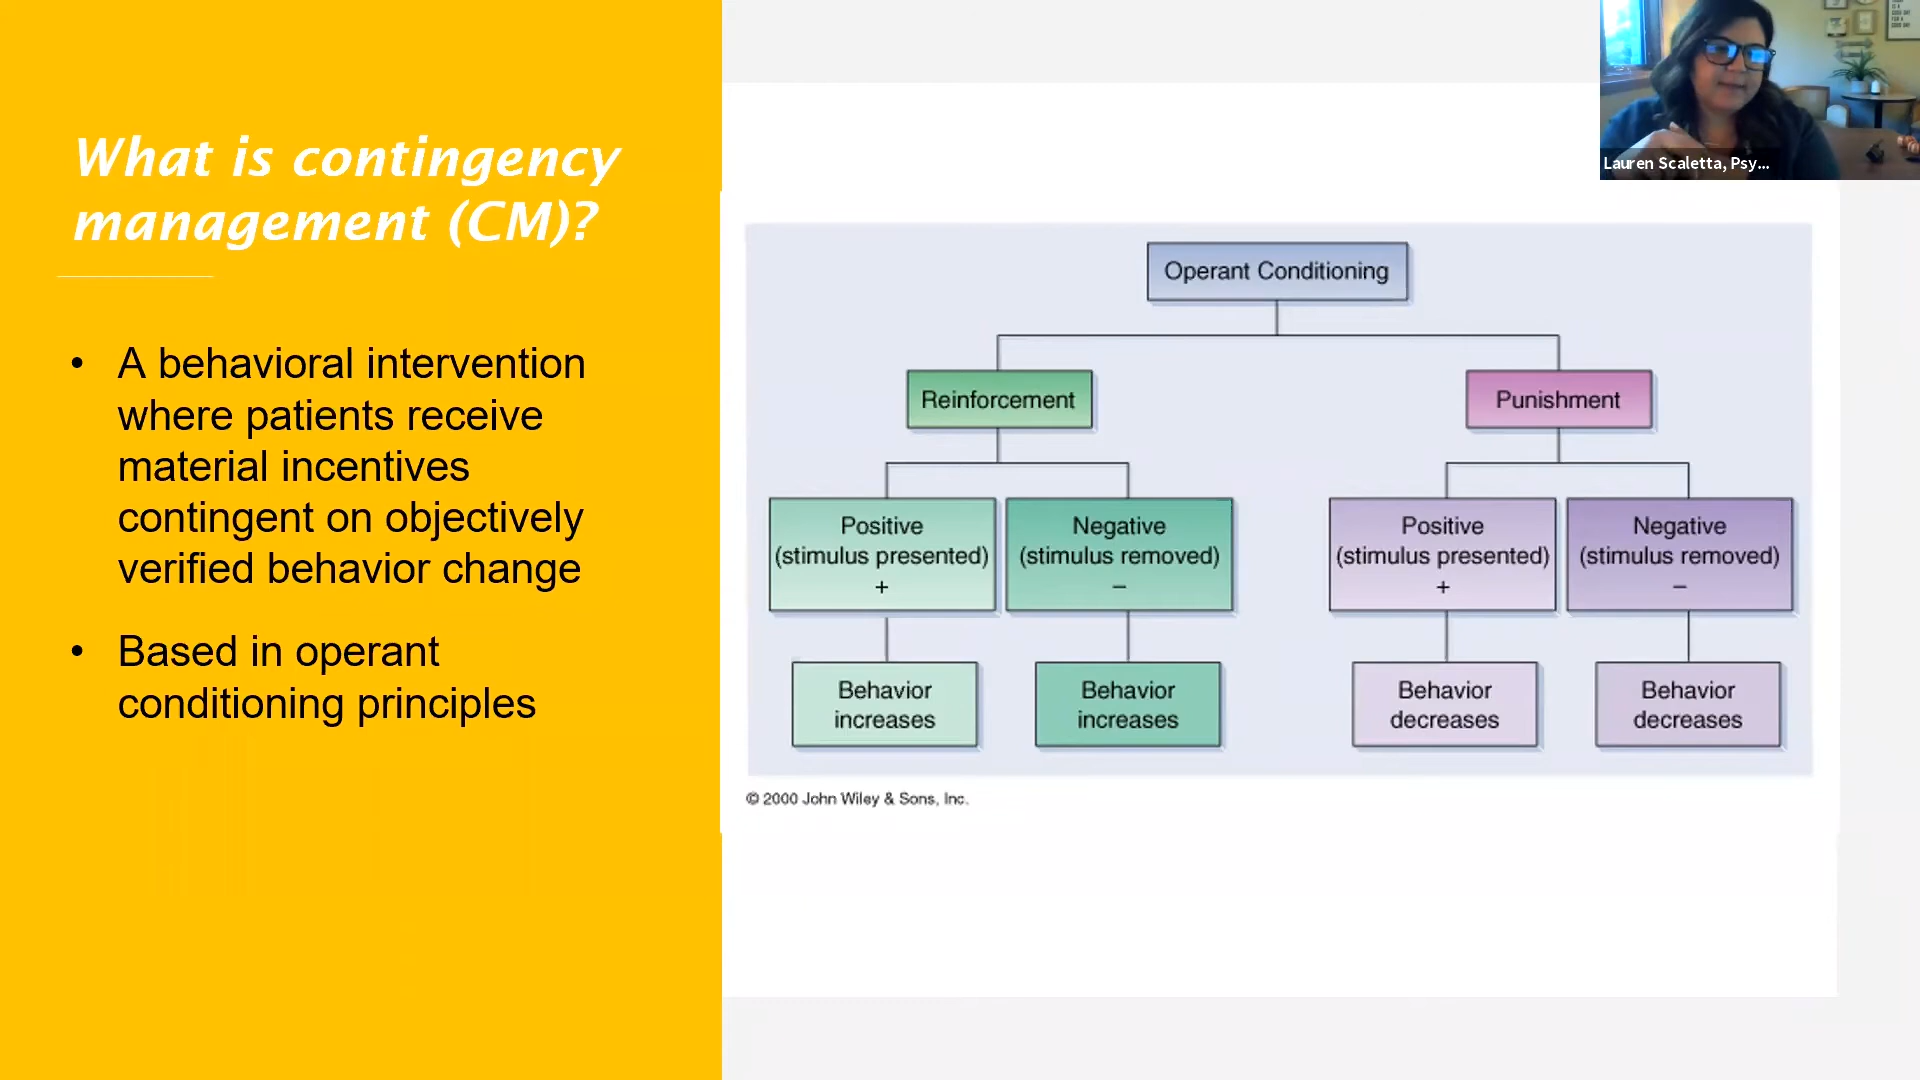 What is contingency
management (CM)?
• A behavioral intervention
where patients receive
material incentives
contingent on objectively
verified behavior change
• Based in operant
conditioning principles
Lauren Scaletta, Psy...
Operant Conditioning
Reinforcement
Punishment
Positive
(stimulus presented)
+
Negative
(stimulus removed)
–
Positive
(stimulus presented)
+
Negative
(stimulus removed)
–
Behavior
increases
Behavior
increases
Behavior
decreases
Behavior
decreases
© 2000 John Wiley & Sons, Inc.